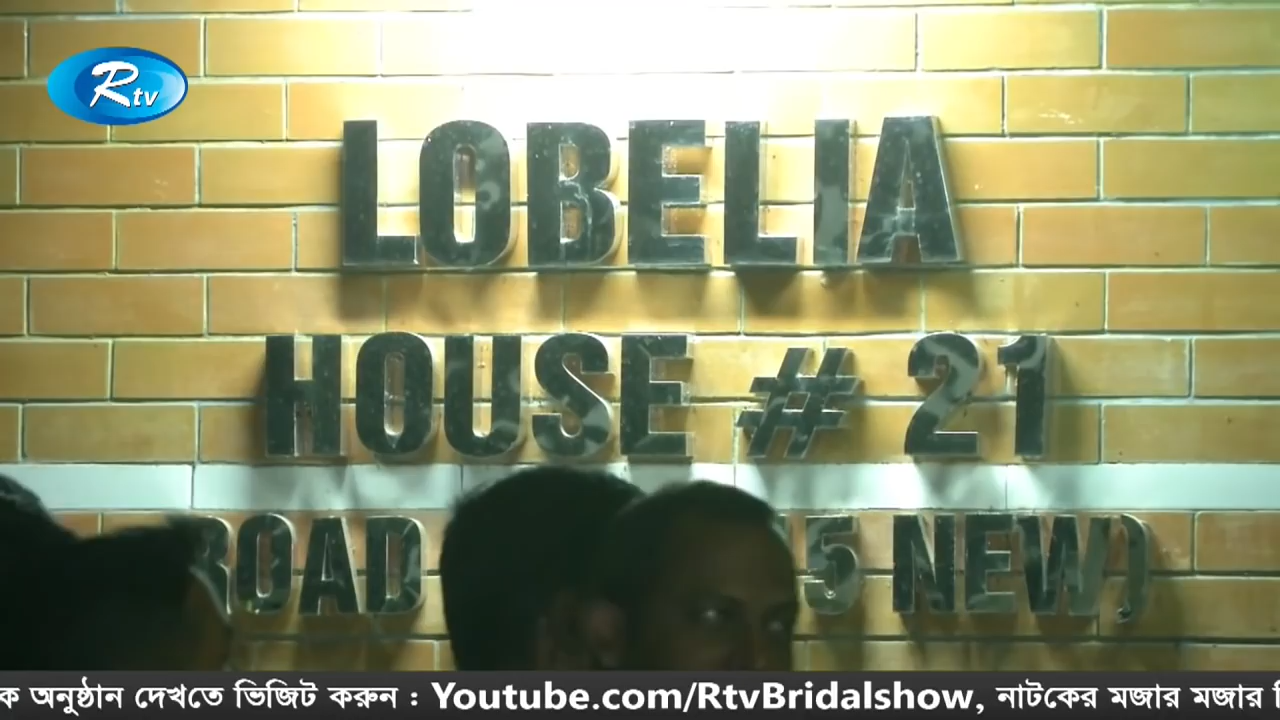 Rtv
LOBELIA
HOUSE # 21
ROAD 5 NEW)
অনুষ্ঠান দেখতে ভিজিট করুন : Youtube.com/RtvBridalshow, নাটকের মজার মজার